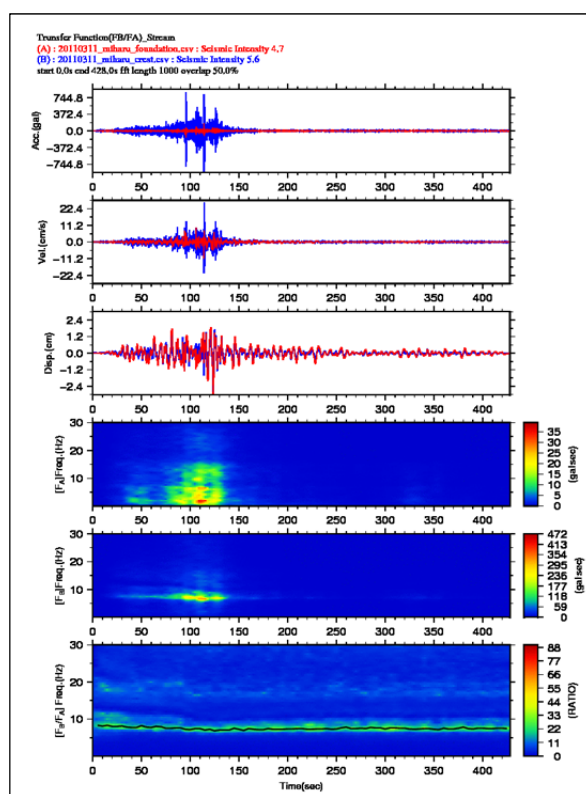 Transfer Function(FB/FA)_Stream
(A) : 20110311_miharu_foundation.csv : Seismic Intensity 4.7
(B) : 20110311_miharu_crest.csv : Seismic Intensity 5.6
start 0.0s end 428.0s fft length 1000 overlap 50.0%
744.8
372.4
0.0
-372.4
-744.8
Acc.(gal)
0 50 100 150 200 250 300 350 400
22.4
11.2
0.0
-11.2
-22.4
Vel.(cm/s)
0 50 100 150 200 250 300 350 400
2.4
1.2
0.0
-1.2
-2.4
Disp.(cm)
0 50 100 150 200 250 300 350 400
30
20
10
[FA]Freq.(Hz)
35
30
25
20
15
10
5
0
(galsec)
0 50 100 150 200 250 300 350 400
30
20
10
[FB]Freq.(Hz)
472
413
354
295
236
177
118
59
0
(galsec)
0 50 100 150 200 250 300 350 400
30
20
10
[FB/FA] Freq.(Hz)
88
77
66
55
44
33
22
11
0
(RATIO)
0 50 100 150 200 250 300 350 400
Time(sec)